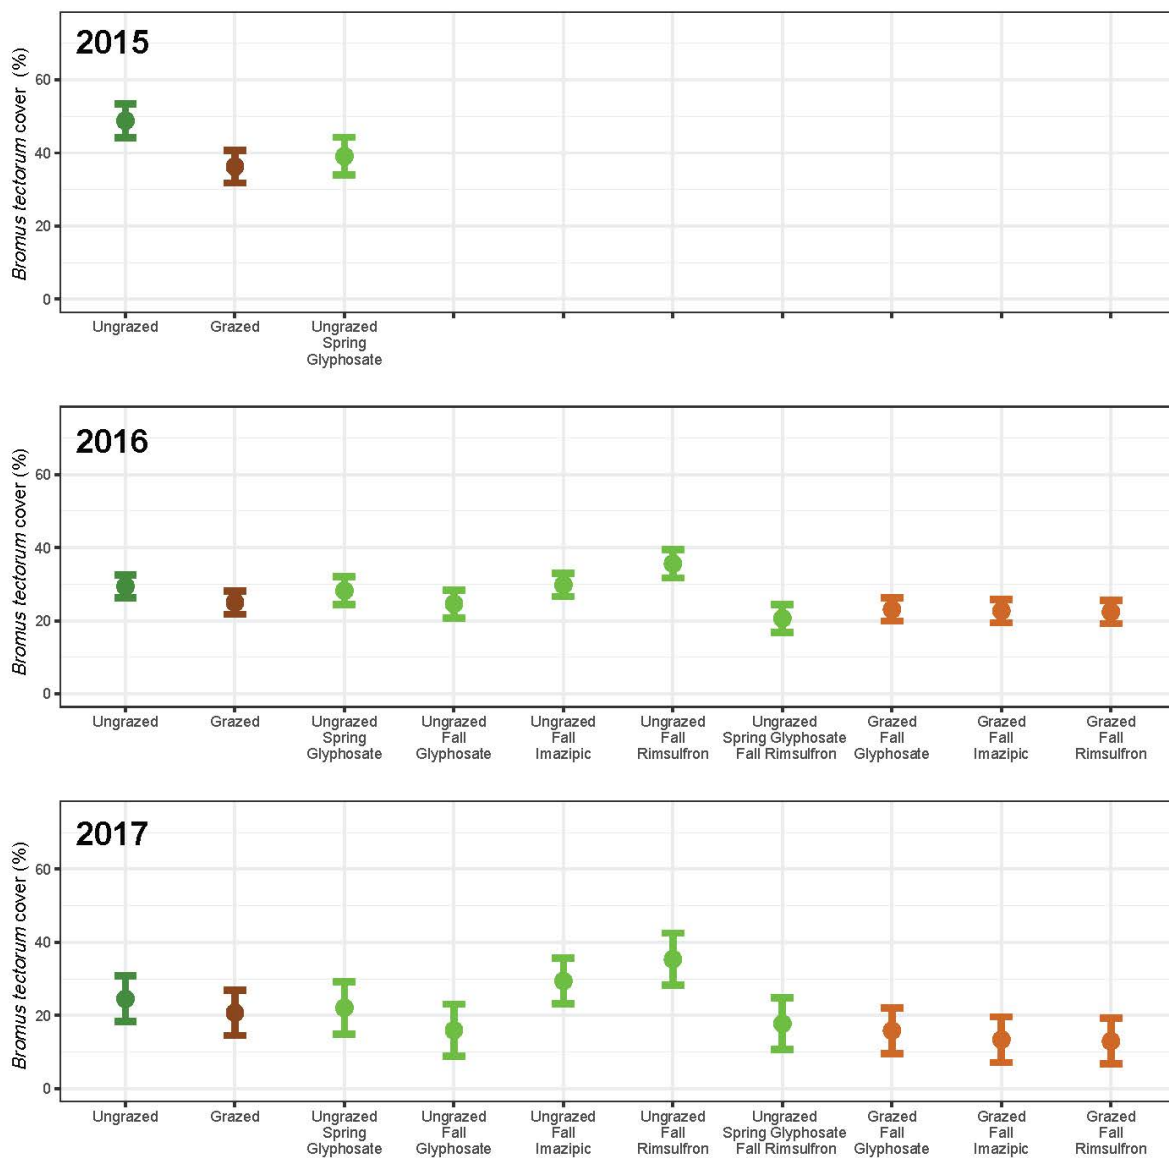 2015
Bromus tectorum cover (%)
60
40
20
0
Ungrazed
Grazed
Ungrazed
Spring
Glyphosate
2016
Bromus tectorum cover (%)
60
40
20
0
Ungrazed
Grazed
Ungrazed
Spring
Glyphosate
Ungrazed
Fall
Glyphosate
Ungrazed
Fall
Imazipic
Ungrazed
Fall
Rimsulfron
Ungrazed
Spring Glyphosate
Fall Rimsulfron
Grazed
Fall
Glyphosate
Grazed
Fall
Imazipic
Grazed
Fall
Rimsulfron
2017
Bromus tectorum cover (%)
60
40
20
0
Ungrazed
Grazed
Ungrazed
Spring
Glyphosate
Ungrazed
Fall
Glyphosate
Ungrazed
Fall
Imazipic
Ungrazed
Fall
Rimsulfron
Ungrazed
Spring Glyphosate
Fall Rimsulfron
Grazed
Fall
Glyphosate
Grazed
Fall
Imazipic
Grazed
Fall
Rimsulfron